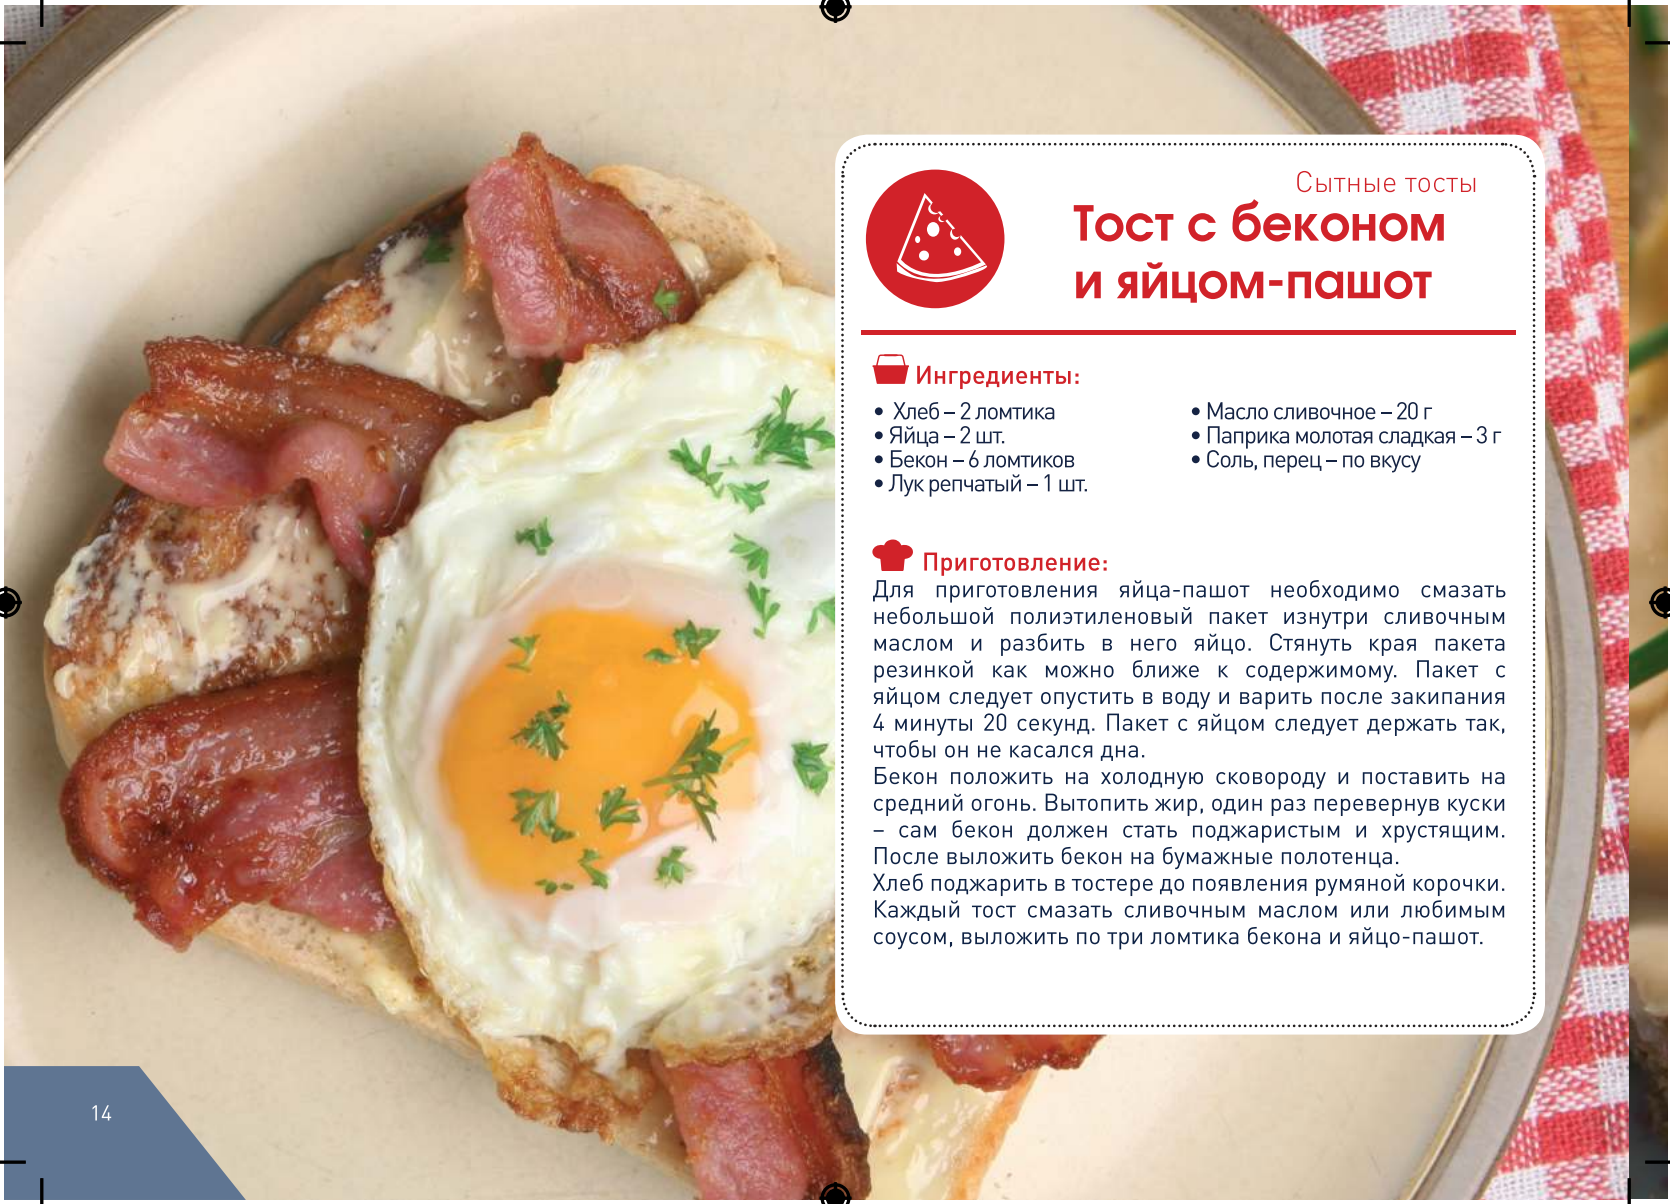 Сытные тосты
Тост с беконом
и яйцом-пашот
Ингредиенты:
• Хлеб – 2 ломтика
• Яйца – 2 шт.
• Бекон – 6 ломтиков
• Лук репчатый – 1 шт.
• Масло сливочное – 20 г
• Паприка молотая сладкая – 3 г
• Соль, перец – по вкусу
Приготовление:
Для приготовления яйца-пашот необходимо смазать
небольшой полиэтиленовый пакет изнутри сливочным
маслом и разбить в него яйцо. Стянуть края пакета
резинкой как можно ближе к содержимому. Пакет с
яйцом следует опустить в воду и варить после закипания
4 минуты 20 секунд. Пакет с яйцом следует держать так,
чтобы он не касался дна.
Бекон положить на холодную сковороду и поставить на
средний огонь. Вытопить жир, один раз перевернув куски
– сам бекон должен стать поджаристым и хрустящим.
После выложить бекон на бумажные полотенца.
Хлеб поджарить в тостере до появления румяной корочки.
Каждый тост смазать сливочным маслом или любимым
соусом, выложить по три ломтика бекона и яйцо-пашот.
14